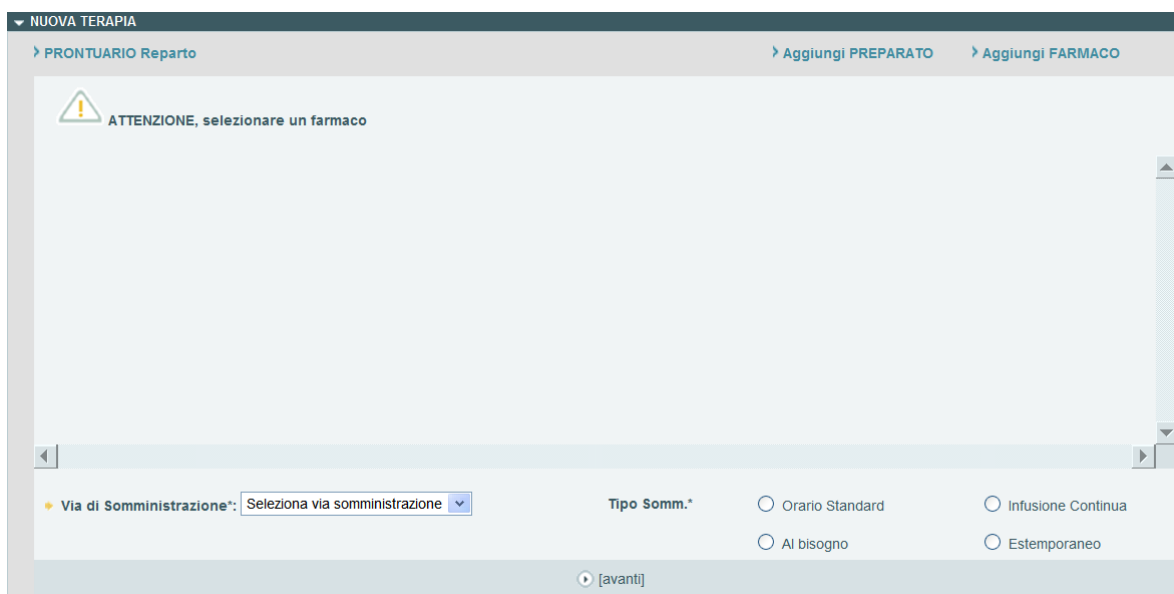 NUOVA TERAPIA
PRONTUARIO Reparto Aggiungi PREPARATO Aggiungi FARMACO
ATTENZIONE, selezionare un farmaco
Via di Somministrazione*: Seleziona via somministrazione Tipo Somm.* Orario Standard Infusione Continua
Al bisogno Estemporaneo
[avanti]